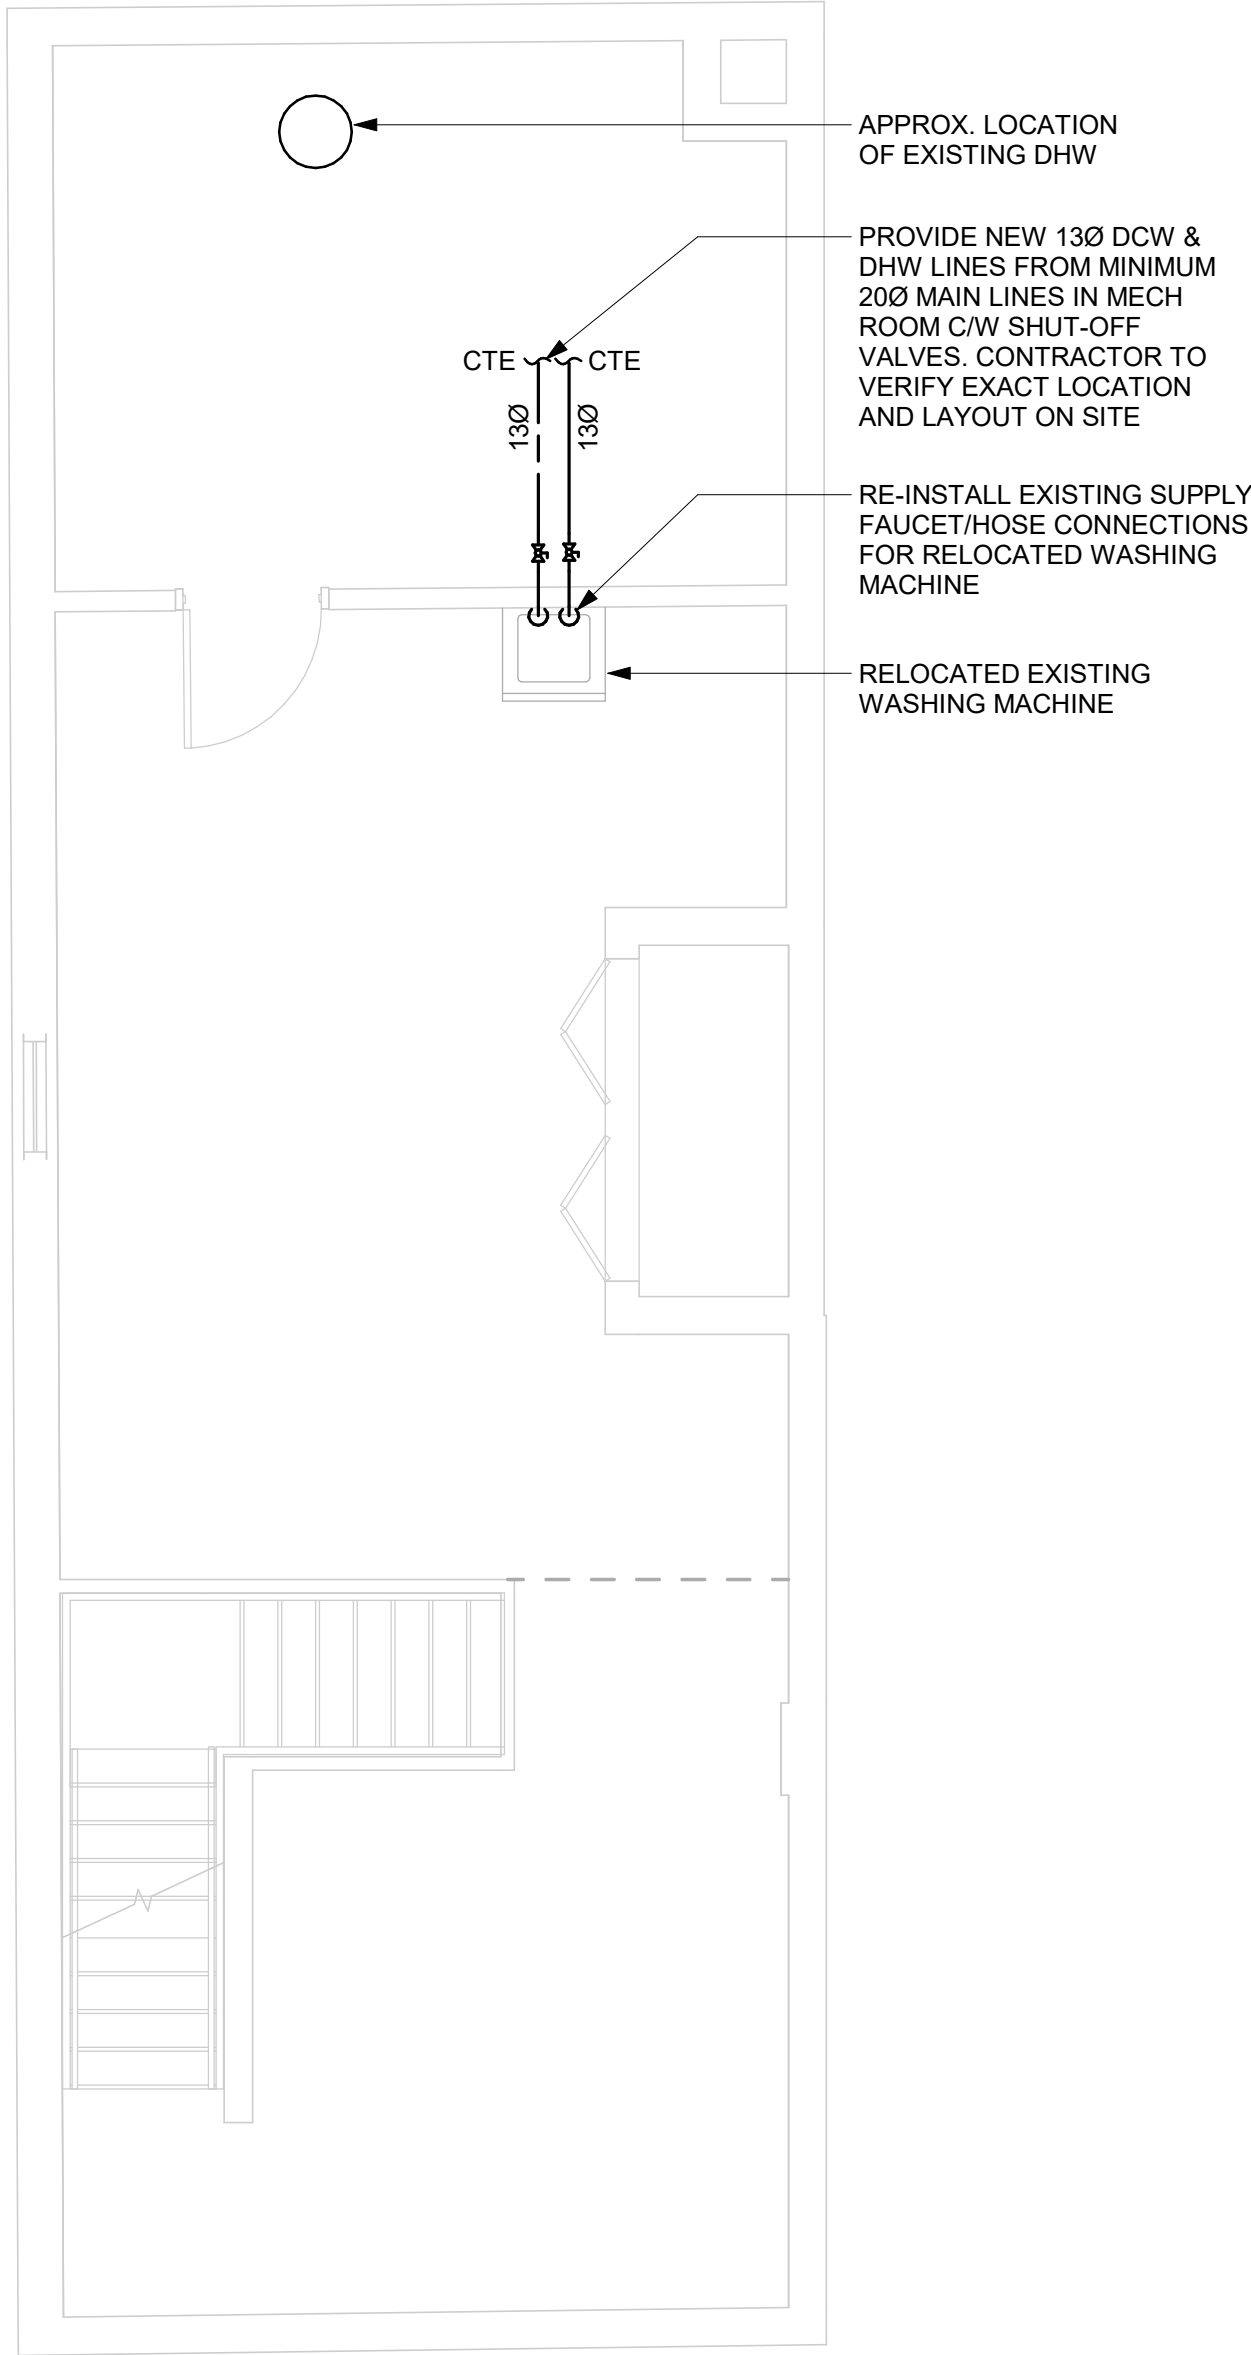 APPROX. LOCATION
OF EXISTING DHW
PROVIDE NEW 13Ø DCW &
DHW LINES FROM MINIMUM
20Ø MAIN LINES IN MECH
ROOM C/W SHUT-OFF
VALVES. CONTRACTOR TO
VERIFY EXACT LOCATION
AND LAYOUT ON SITE
CTE CTE
13Ø 13Ø
RE-INSTALL EXISTING SUPPLY
FAUCET/HOSE CONNECTIONS
FOR RELOCATED WASHING
MACHINE
RELOCATED EXISTING
WASHING MACHINE